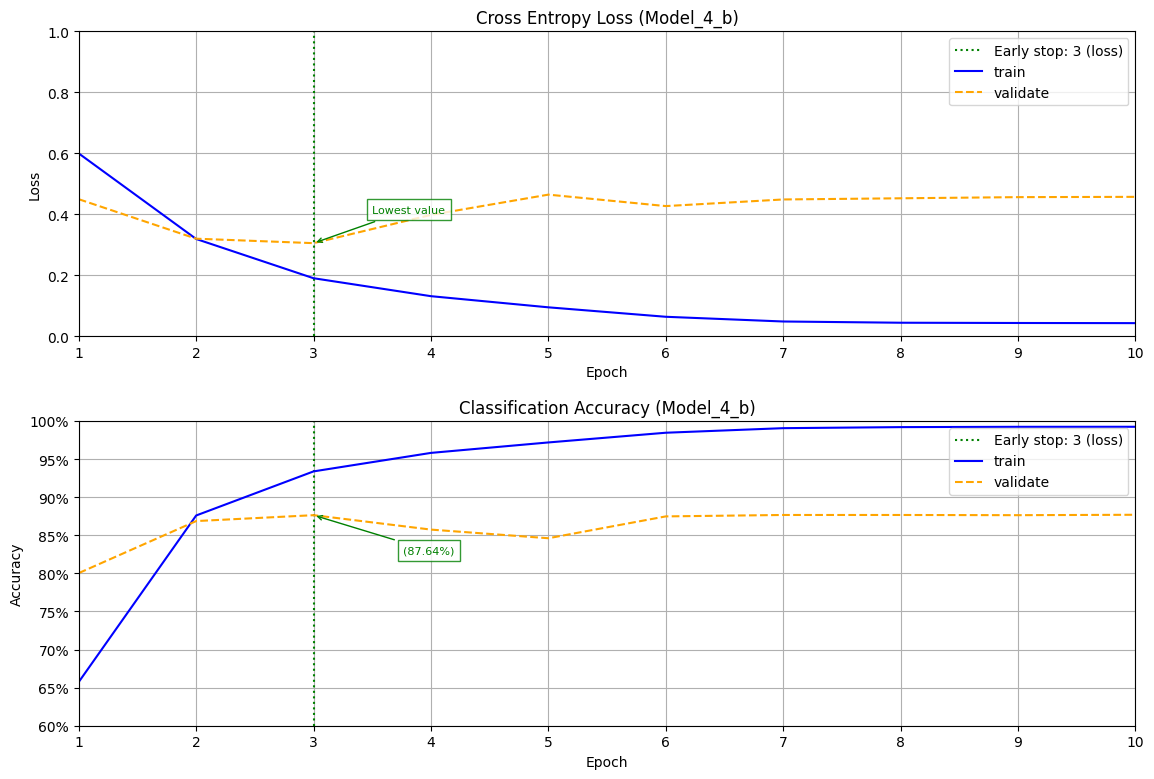 Cross Entropy Loss (Model_4_b)
1.0
0.8
0.6
0.4
0.2
0.0
Loss
Early stop: 3 (loss)
train
validate
Lowest value
1 2 3 4 5 6 7 8 9 10
Epoch
Classification Accuracy (Model_4_b)
100%
95%
90%
85%
80%
75%
70%
65%
60%
Accuracy
Early stop: 3 (loss)
train
validate
(87.64%)
1 2 3 4 5 6 7 8 9 10
Epoch